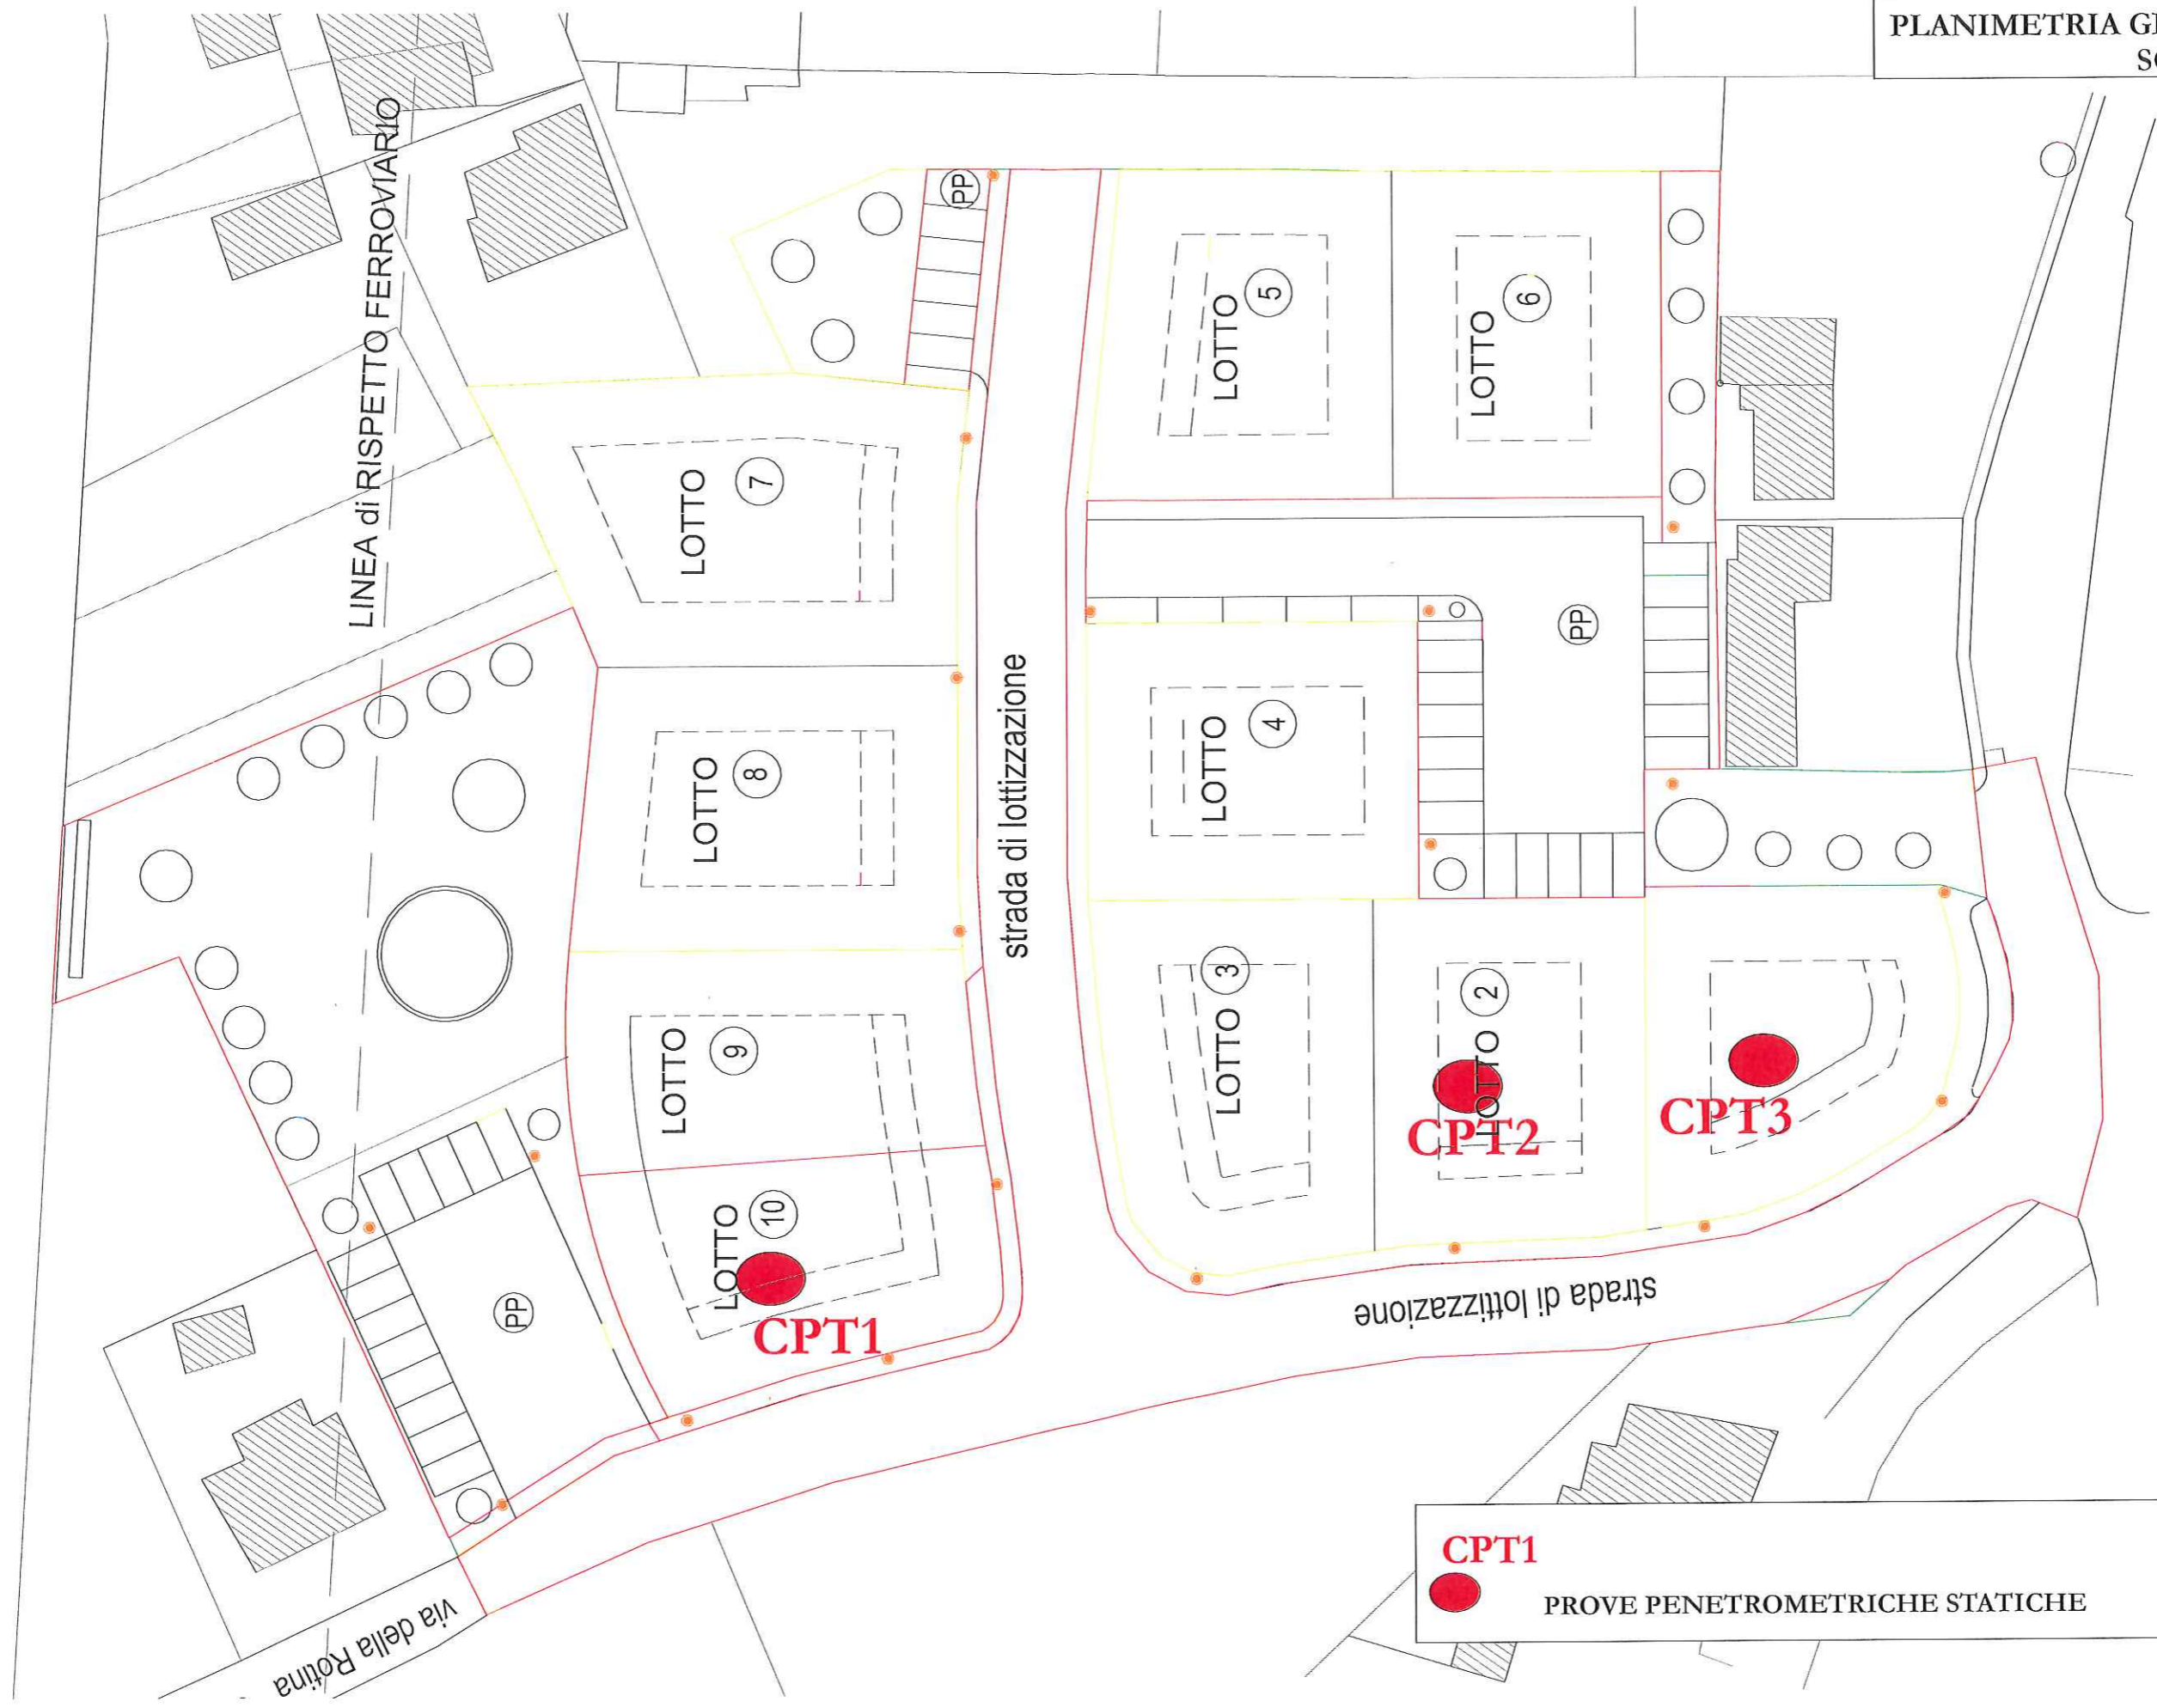 PLANIMETRIA
LINEA di RISPETTO FERROVIARIO
PP
LOTTO 5
LOTTO 6
LOTTO 7
PP
LOTTO 8
strada di lottizzazione
LOTTO 4
LOTTO 9
LOTTO 3
LOTTO 2
CPT2
CPT3
LOTTO 10
CPT1
PP
strada di lottizzazione
via della Rotina
CPT1
PROVE PENETROMETRICHE STATICHE